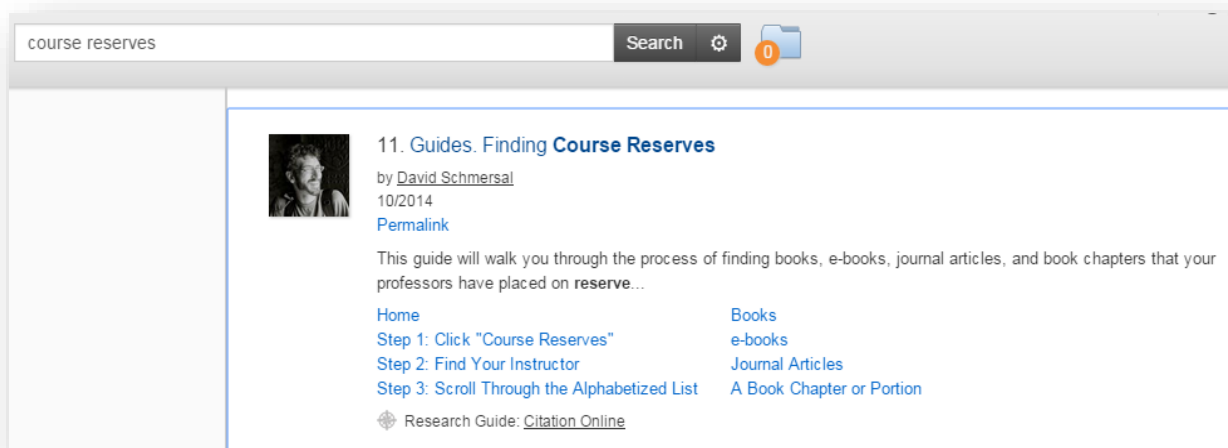 course reserves Search 0
11. Guides. Finding Course Reserves
by David Schmersal
10/2014
Permalink
This guide will walk you through the process of finding books, e-books, journal articles, and book chapters that your
professors have placed on reserve...
Home Books
Step 1: Click "Course Reserves" e-books
Step 2: Find Your Instructor Journal Articles
Step 3: Scroll Through the Alphabetized List A Book Chapter or Portion
Research Guide: Citation Online